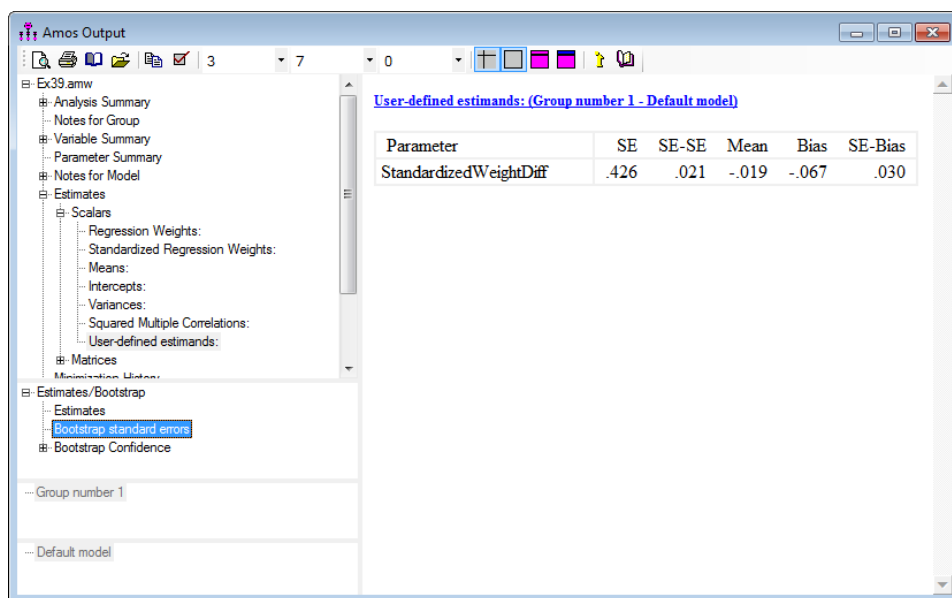 Amos Output
3 7 0
Ex39.amw
Analysis Summary
Notes for Group
Variable Summary
Parameter Summary
Notes for Model
Estimates
Scalars
Regression Weights:
Standardized Regression Weights:
Means:
Intercepts:
Variances:
Squared Multiple Correlations:
User-defined estimands:
Matrices
Minimization History
Estimates/Bootstrap
Estimates
Bootstrap standard errors
Bootstrap Confidence
Group number 1
Default model
User-defined estimands: (Group number 1 - Default model)
Parameter SE SE-SE Mean Bias SE-Bias
StandardizedWeightDiff .426 .021 -.019 -.067 .030